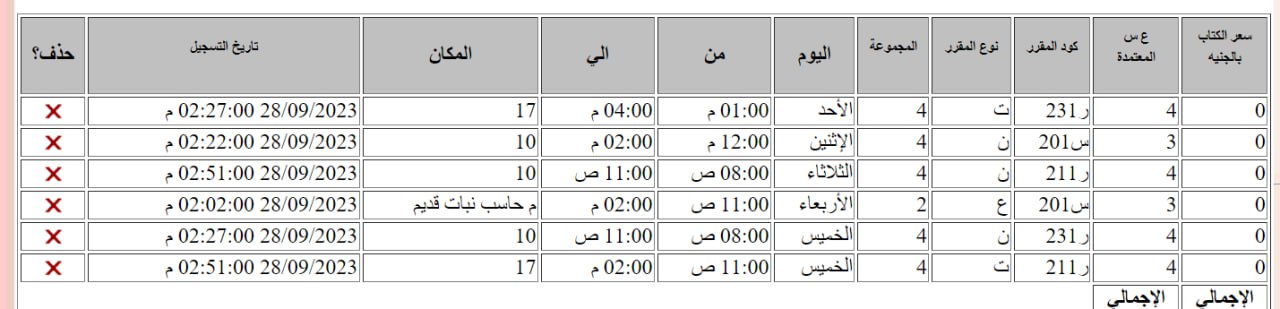 سعر الكتاب بالجنيه ع س المعتمدة كود المقرر نوع المقرر المجموعة اليوم من الي المكان تاريخ التسجيل حذف؟
0 4 ر231 ت 4 الأحد 01:00 م 04:00 م 17 28/09/2023 02:27:00 م
0 3 س201 ن 4 الإثنين 12:00 م 02:00 م 10 28/09/2023 02:22:00 م
0 4 ر211 ن 4 الثلاثاء 08:00 ص 11:00 ص 10 28/09/2023 02:51:00 م
0 3 س201 ع 2 الأربعاء 11:00 ص 02:00 م م حاسب نبات قديم 28/09/2023 02:02:00 م
0 4 ر231 ن 4 الخميس 08:00 ص 11:00 ص 10 28/09/2023 02:27:00 م
0 4 ر211 ت 4 الخميس 11:00 ص 02:00 م 17 28/09/2023 02:51:00 م
الإجمالي الإجمالي